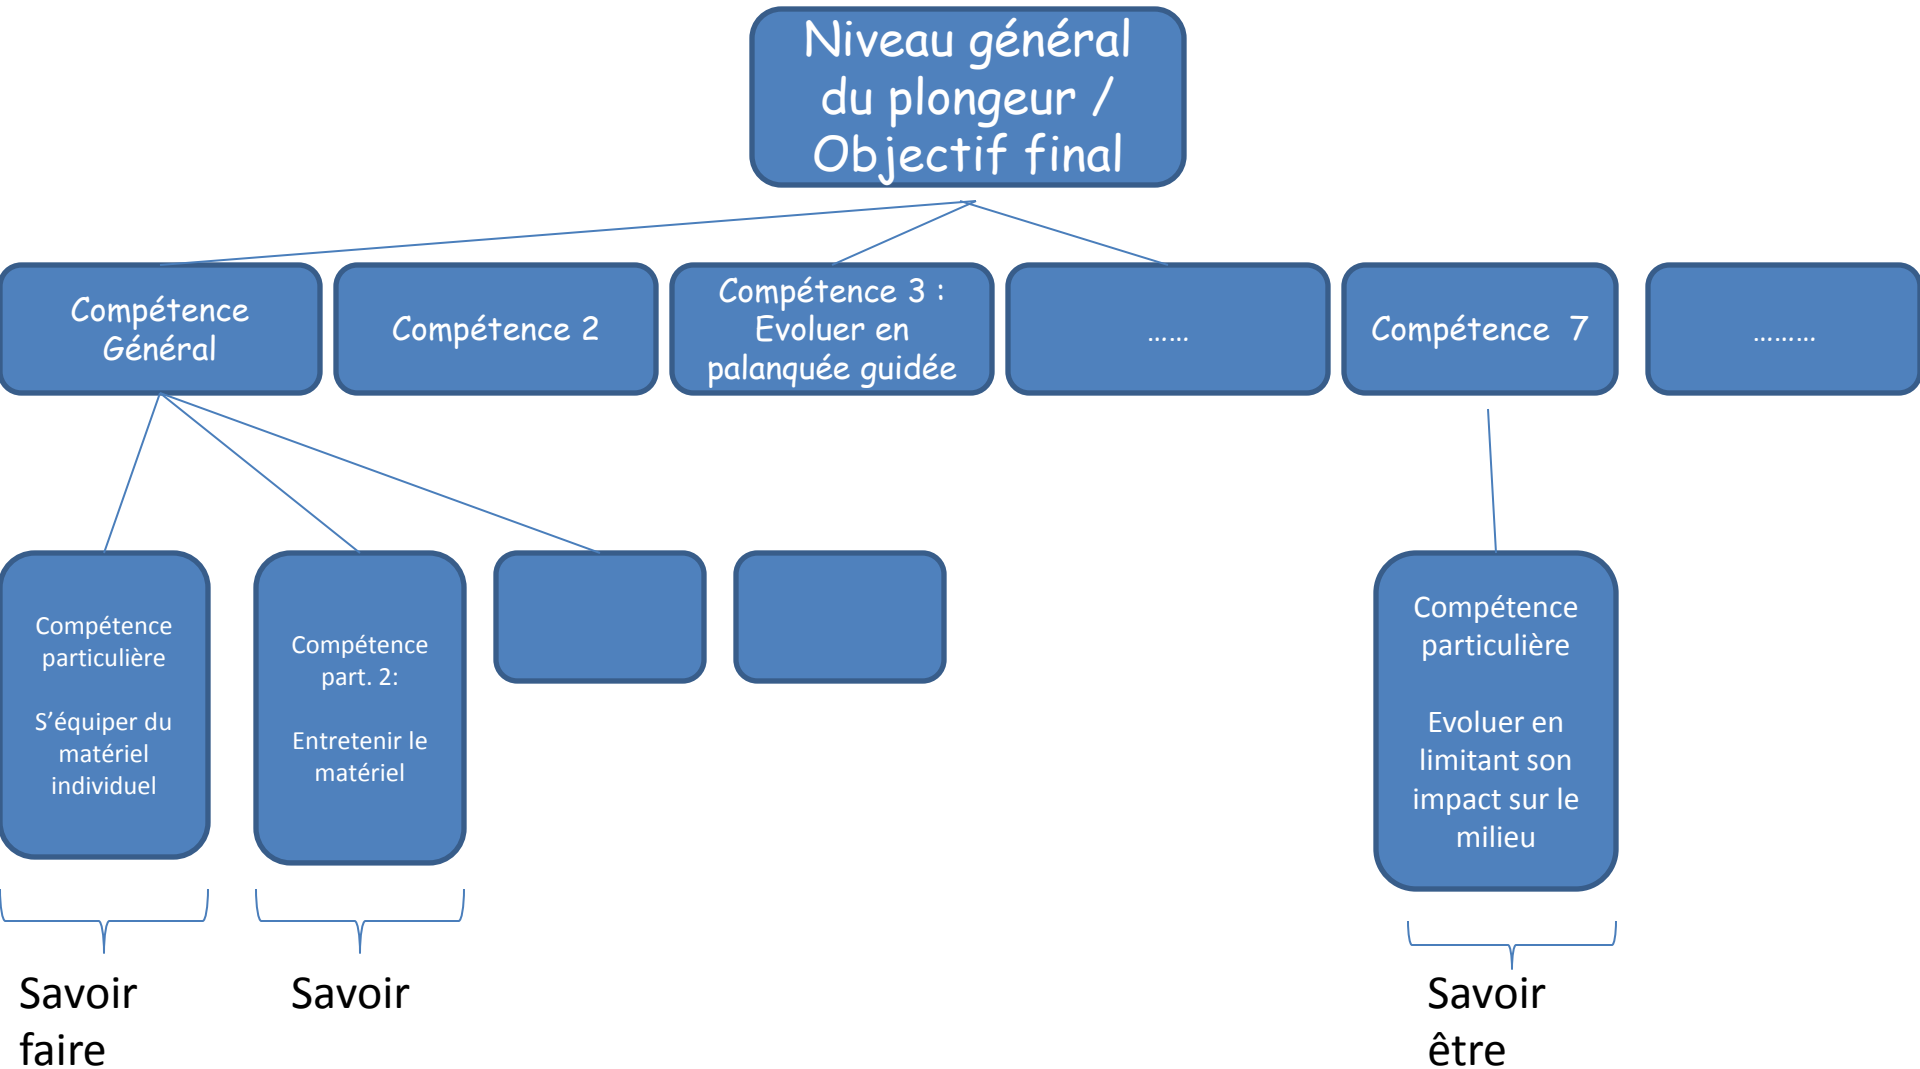 Niveau général
du plongeur /
Objectif final
Compétence
Général
Compétence 2
Compétence 3 :
Evoluer en
palanquée guidée
……
Compétence  7
………
Compétence
particulière
S’équiper du
matériel
individuel
Compétence
part. 2:
Entretenir le
matériel
Compétence
particulière
Evoluer en
limitant son
impact sur le
milieu
Savoir
faire
Savoir
Savoir
être